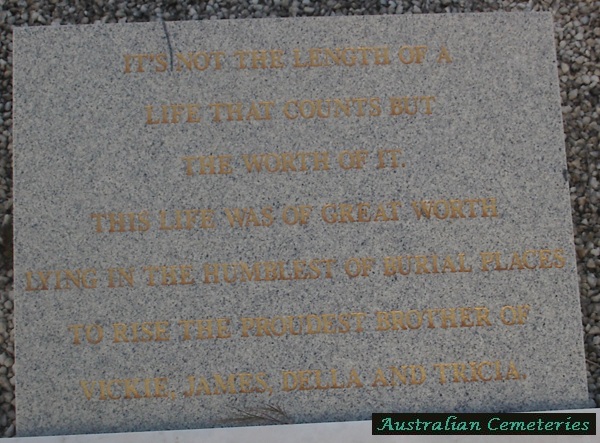 IT'S NOT THE LENGTH OF A
LIFE THAT COUNTS BUT
THE WORTH OF IT.
THIS LIFE WAS OF GREAT WORTH
LYING IN THE HUMBLEST OF BURIAL PLACES
TO RISE THE PROUDEST BROTHER OF
VICKIE, JAMES, DELLA AND TRICIA.
Australian Cemeteries